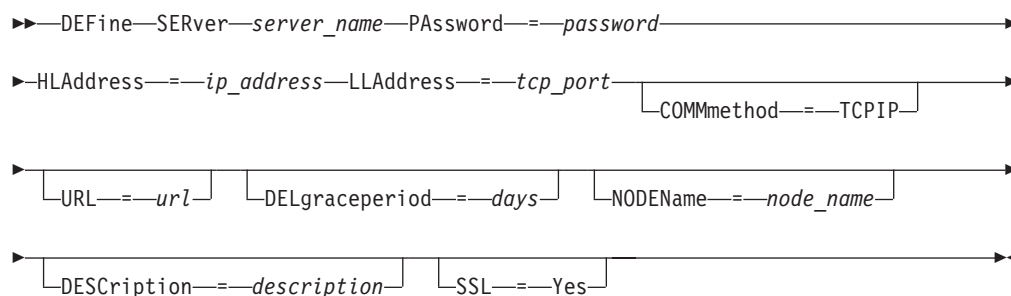 DEFine SERver server_name PAssword = password
HLAddress = ip_address LLAddress = tcp_port
COMMmethod = TCPIP
URL = url DELgraceperiod = days NODEName = node_name
DESCription = description SSL = Yes